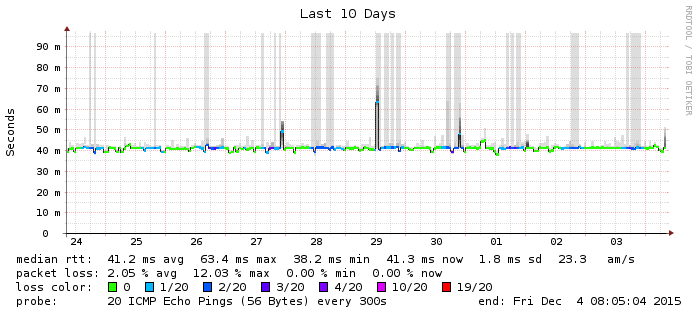 Last 10 Days
RRDTOOL / TOBI OETIKER
Seconds
90 m
80 m
70 m
60 m
50 m
40 m
30 m
20 m
10 m
0
24 25 26 27 28 29 30 01 02 03
median rtt: 41.2 ms avg 63.4 ms max 38.2 ms min 41.3 ms now 1.8 ms sd 23.3 am/s
packet loss: 2.05 % avg 12.03 % max 0.00 % min 0.00 % now
loss color: 0 1/20 2/20 3/20 4/20 10/20 19/20
probe: 20 ICMP Echo Pings (56 Bytes) every 300s end: Fri Dec 4 08:05:04 2015